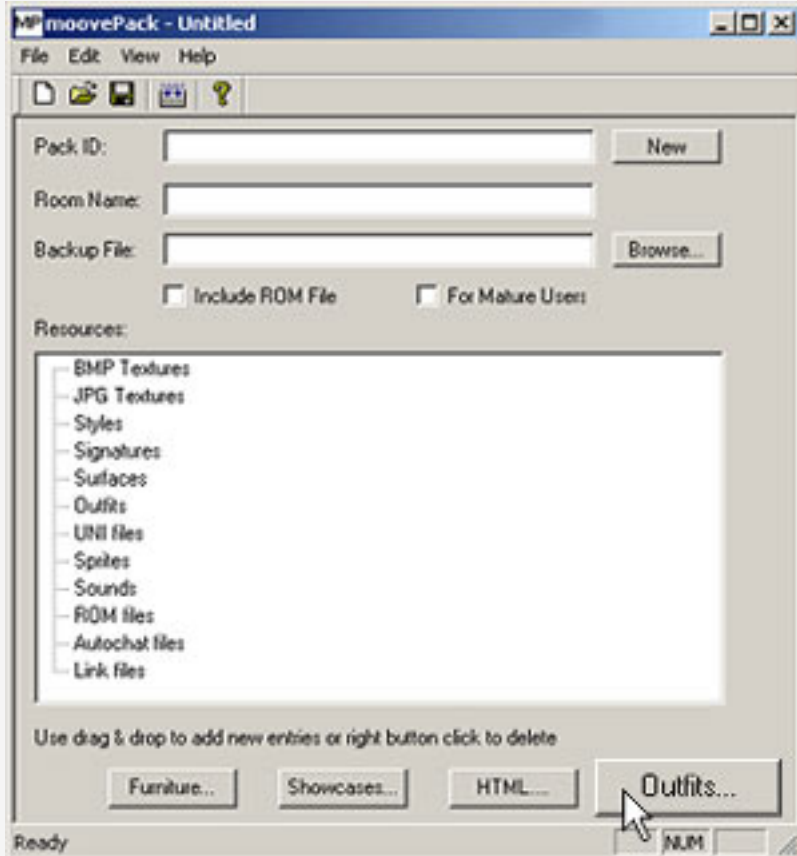 MP moovePack - Untitled
File Edit View Help
Pack ID: New
Room Name:
Backup File: Browse...
Include ROM File For Mature Users
Resources:
BMP Textures
JPG Textures
Styles
Signatures
Surfaces
Outfits
UNI files
Sprites
Sounds
ROM files
Autochat files
Link files
Use drag & drop to add new entries or right button click to delete
Furniture... Showcases... HTML.... Outfits...
Ready NUM